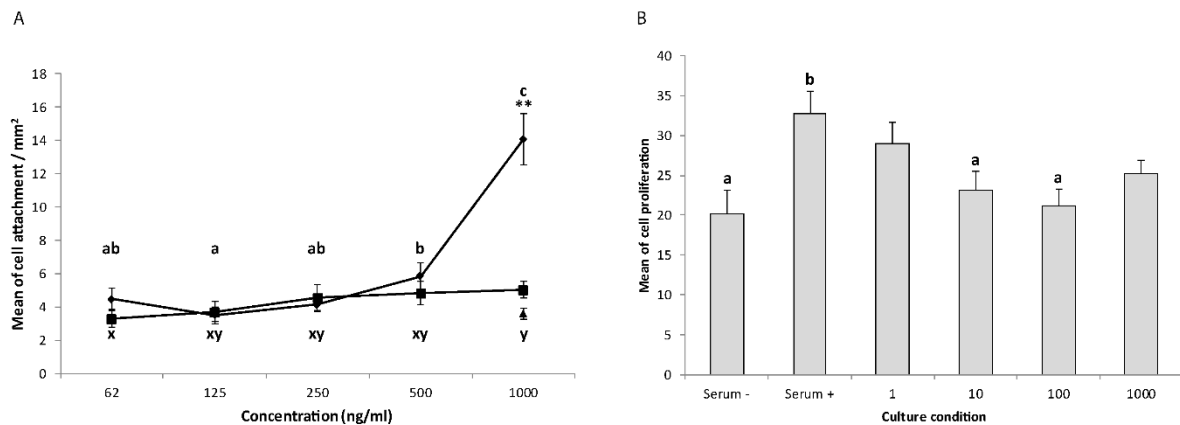 A
Mean of cell attachment / mm²
18
16
14
12
10
8
6
4
2
0
c
**
ab a ab b
x xy xy xy y
62 125 250 500 1000
Concentration (ng/ml)
B
Mean of cell proliferation
40
35
30
25
20
15
10
5
0
a b a a
Serum - Serum + 1 10 100 1000
Culture condition